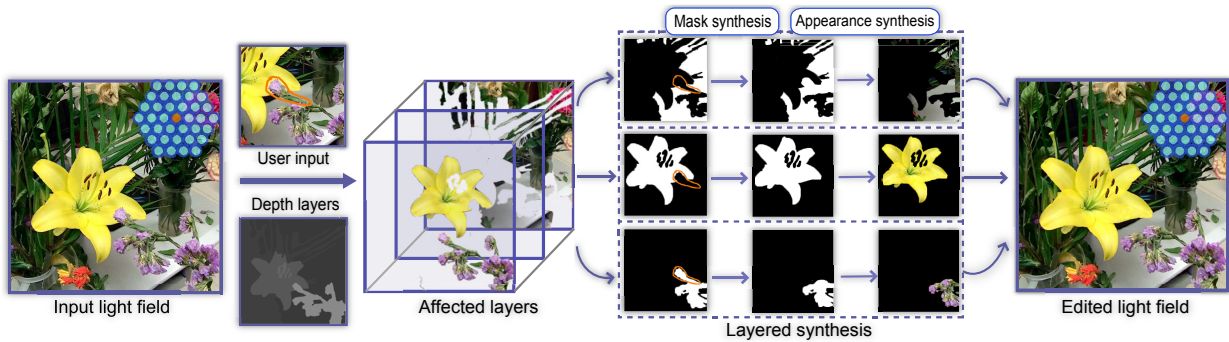 Mask synthesis
Appearance synthesis
User input
Depth layers
Input light field
Affected layers
Layered synthesis
Edited light field